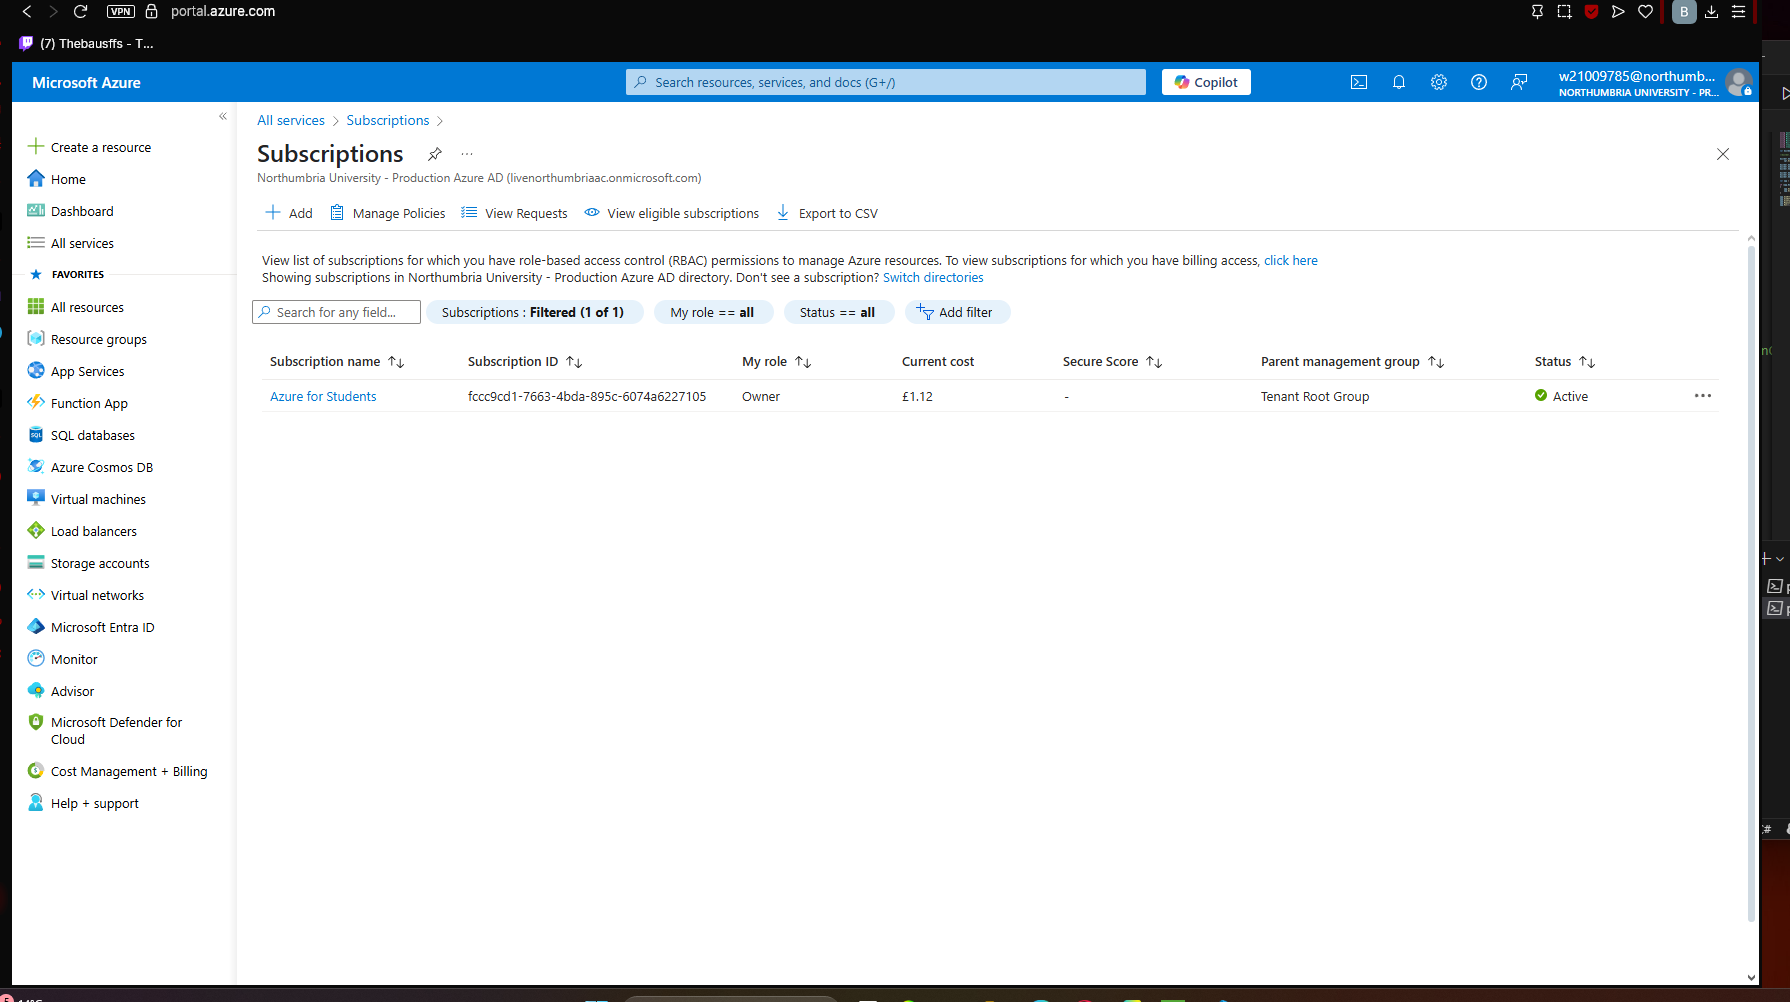 VPN portal.azure.com B
(7) Thebausffs - T...
Microsoft Azure
Search resources, services, and docs (G+/)
Copilot
w21009785@northumb...
NORTHUMBRIA UNIVERSITY - PR...
«
Create a resource
Home
Dashboard
All services
FAVORITES
All resources
Resource groups
App Services
Function App
SQL databases
Azure Cosmos DB
Virtual machines
Load balancers
Storage accounts
Virtual networks
Microsoft Entra ID
Monitor
Advisor
Microsoft Defender for
Cloud
Cost Management + Billing
Help + support
All services > Subscriptions >
Subscriptions ...
Northumbria University - Production Azure AD (livenorthumbriaac.onmicrosoft.com)
Add Manage Policies View Requests View eligible subscriptions Export to CSV
View list of subscriptions for which you have role-based access control (RBAC) permissions to manage Azure resources. To view subscriptions for which you have billing access, click here
Showing subscriptions in Northumbria University - Production Azure AD directory. Don't see a subscription? Switch directories
Search for any field... Subscriptions : Filtered (1 of 1) My role == all Status == all Add filter
Subscription name Subscription ID My role Current cost Secure Score Parent management group Status
Azure for Students fccc9cd1-7663-4bda-895c-6074a6227105 Owner £1.12 - Tenant Root Group Active ...